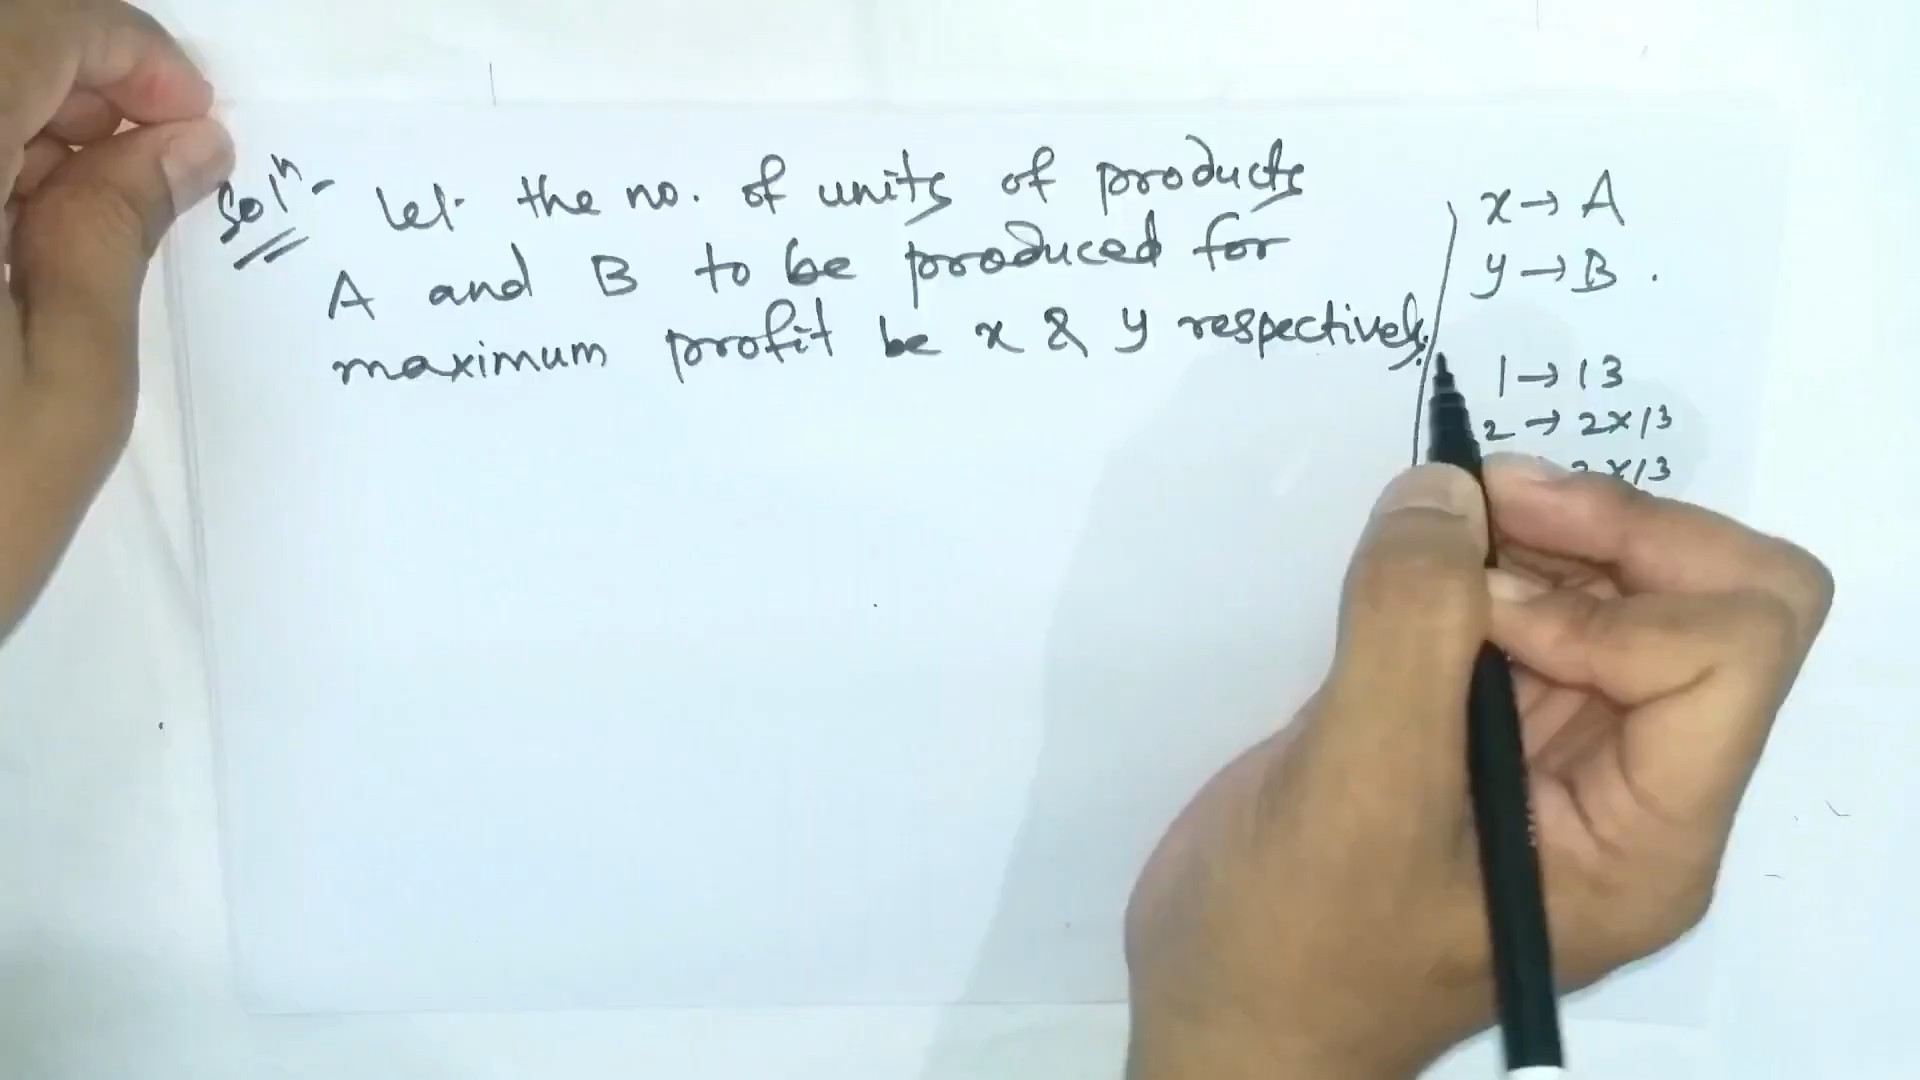 Solⁿ- Let the no. of units of products
A and B to be produced for
maximum profit be x & y respectively.
x → A
y → B.
1 → 13
2 → 2x13
x13